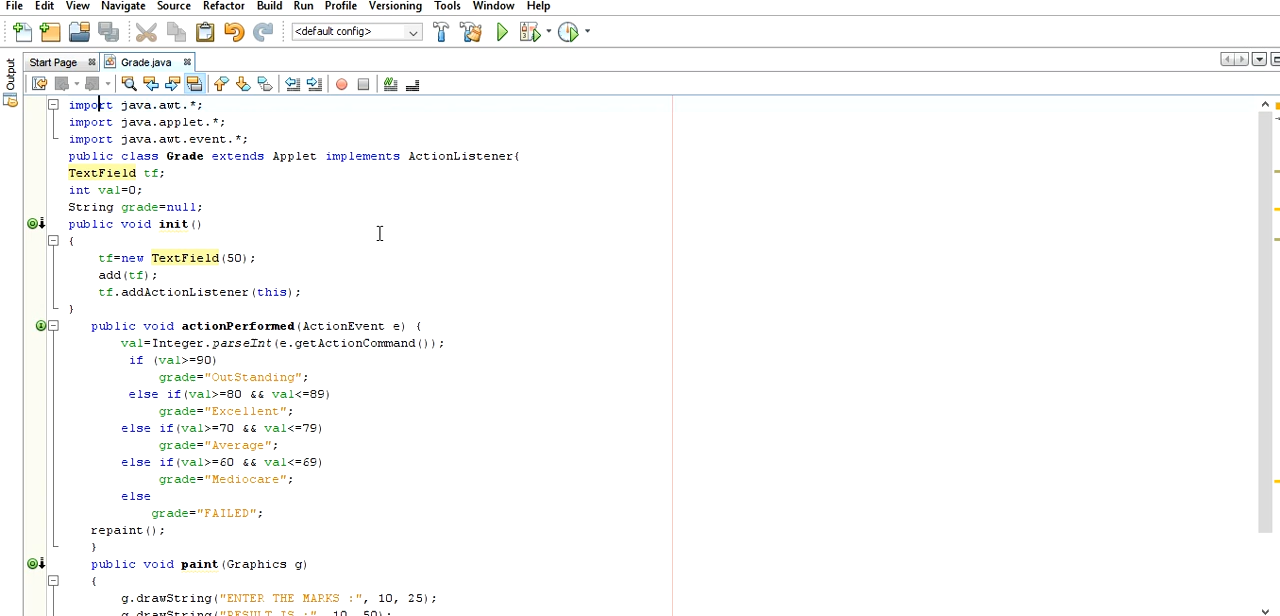 File Edit View Navigate Source Refactor Build Run Profile Versioning Tools Window Help
<default config>
Output
Start Page Grade.java
import java.awt.*;
import java.applet.*;
import java.awt.event.*;
public class Grade extends Applet implements ActionListener{
TextField tf;
int val=0;
String grade=null;
public void init()
{
tf=new TextField(50);
add(tf);
tf.addActionListener(this);
}
public void actionPerformed(ActionEvent e) {
val=Integer.parseInt(e.getActionCommand());
if (val>=90)
grade="OutStanding";
else if(val>=80 && val<=89)
grade="Excellent";
else if(val>=70 && val<=79)
grade="Average";
else if(val>=60 && val<=69)
grade="Mediocare";
else
grade="FAILED";
repaint();
}
public void paint(Graphics g)
{
g.drawString("ENTER THE MARKS :", 10, 25);
g.drawString("RESULT IS :", 10, 50);